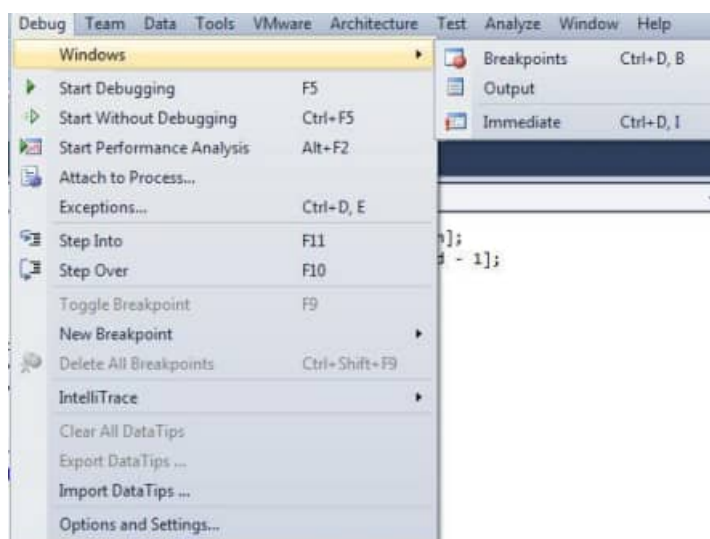 Debug Team Data Tools VMware Architecture Test Analyze Window Help
Windows
Breakpoints Ctrl+D, B
Start Debugging F5
Output
Start Without Debugging Ctrl+F5
Immediate Ctrl+D, I
Start Performance Analysis Alt+F2
Attach to Process...
Exceptions... Ctrl+D, E
Step Into F11
];
Step Over F10
- 1];
Toggle Breakpoint F9
New Breakpoint
Delete All Breakpoints Ctrl+Shift+F9
IntelliTrace
Clear All DataTips
Export DataTips ...
Import DataTips ...
Options and Settings...